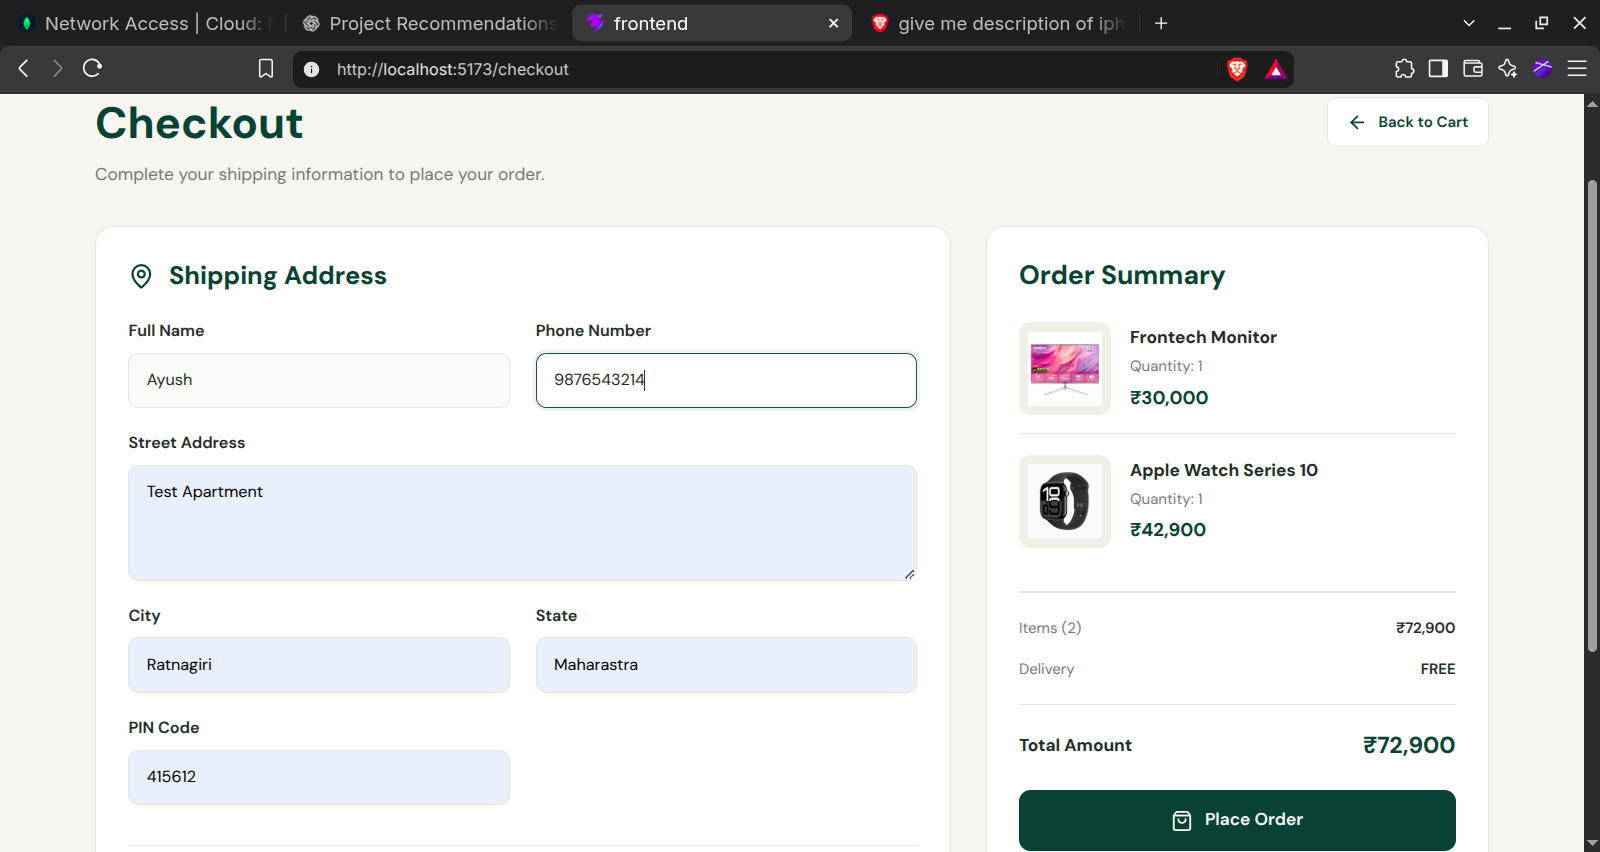 Network Access | Cloud:
Project Recommendations
frontend
give me description of iph
http://localhost:5173/checkout
Checkout
Back to Cart
Complete your shipping information to place your order.
Shipping Address
Full Name
Phone Number
Ayush
9876543214
Street Address
Test Apartment
City
State
Ratnagiri
Maharastra
PIN Code
415612
Order Summary
Frontech Monitor
Quantity: 1
₹30,000
Apple Watch Series 10
Quantity: 1
₹42,900
Items (2)
₹72,900
Delivery
FREE
Total Amount
₹72,900
Place Order